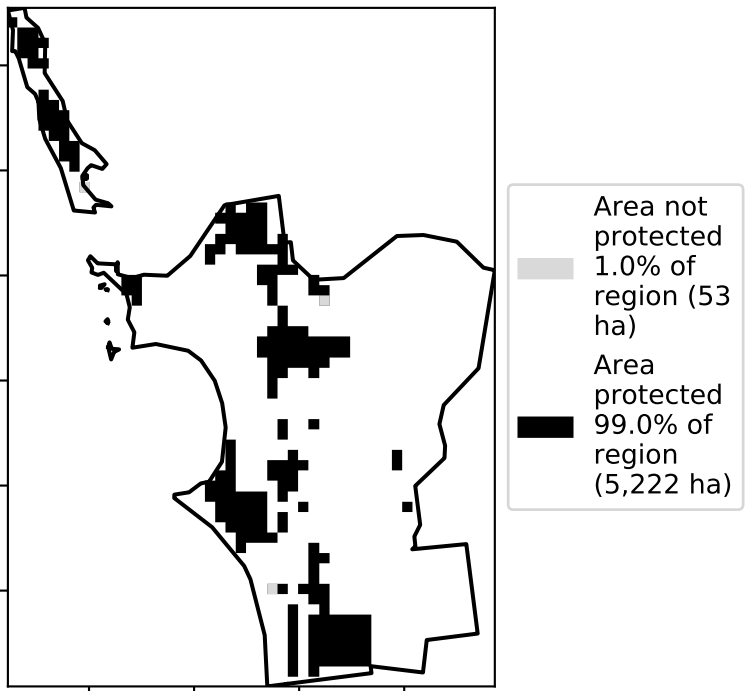 Area not
protected
1.0% of
region (53
ha)
Area
protected
99.0% of
region
(5,222 ha)